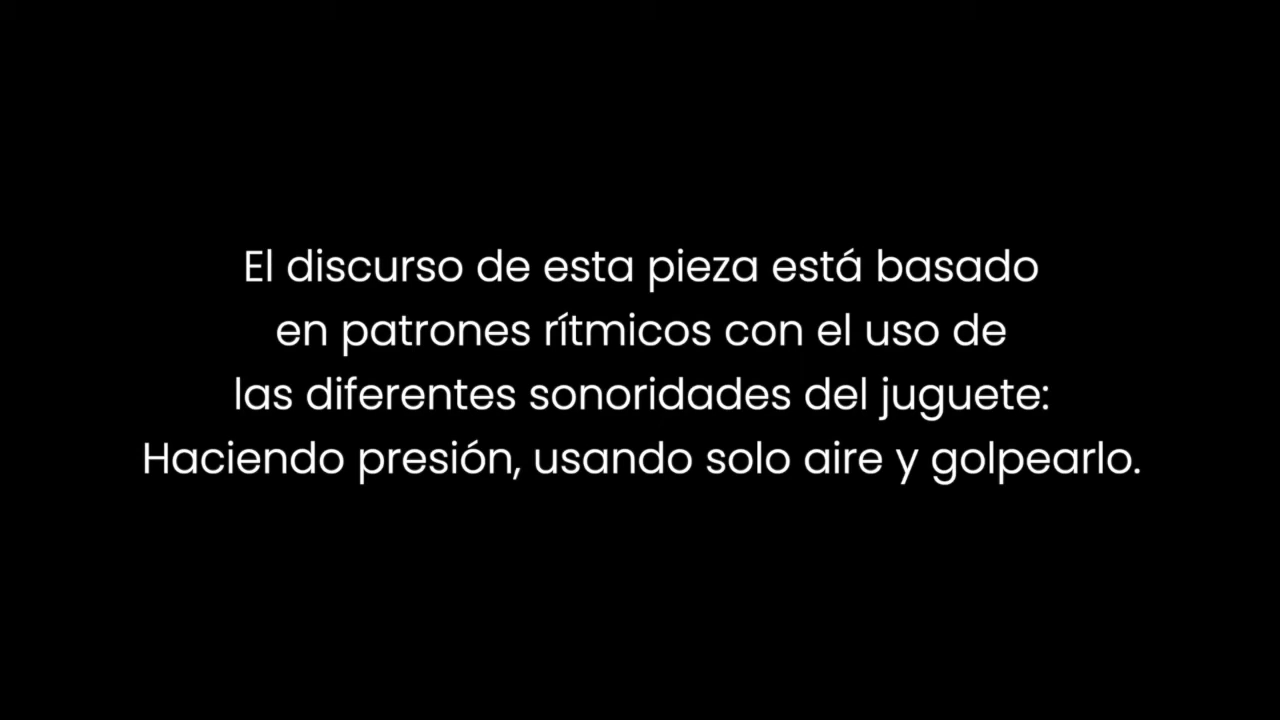 El discurso de esta pieza está basado
en patrones rítmicos con el uso de
las diferentes sonoridades del juguete:
Haciendo presión, usando solo aire y golpearlo.